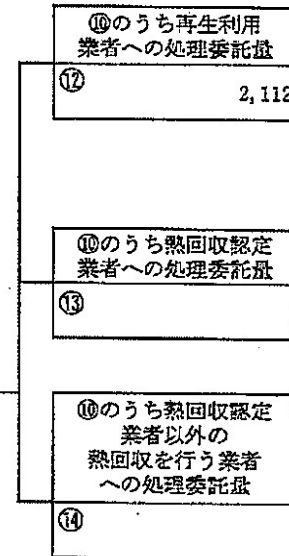 ⑩のうち再生利用
業者への処理委託量
⑫
2,112
⑩のうち熱回収認定
業者への処理委託量
⑬
⑩のうち熱回収認定
業者以外の
熱回収を行う業者
への処理委託量
⑭